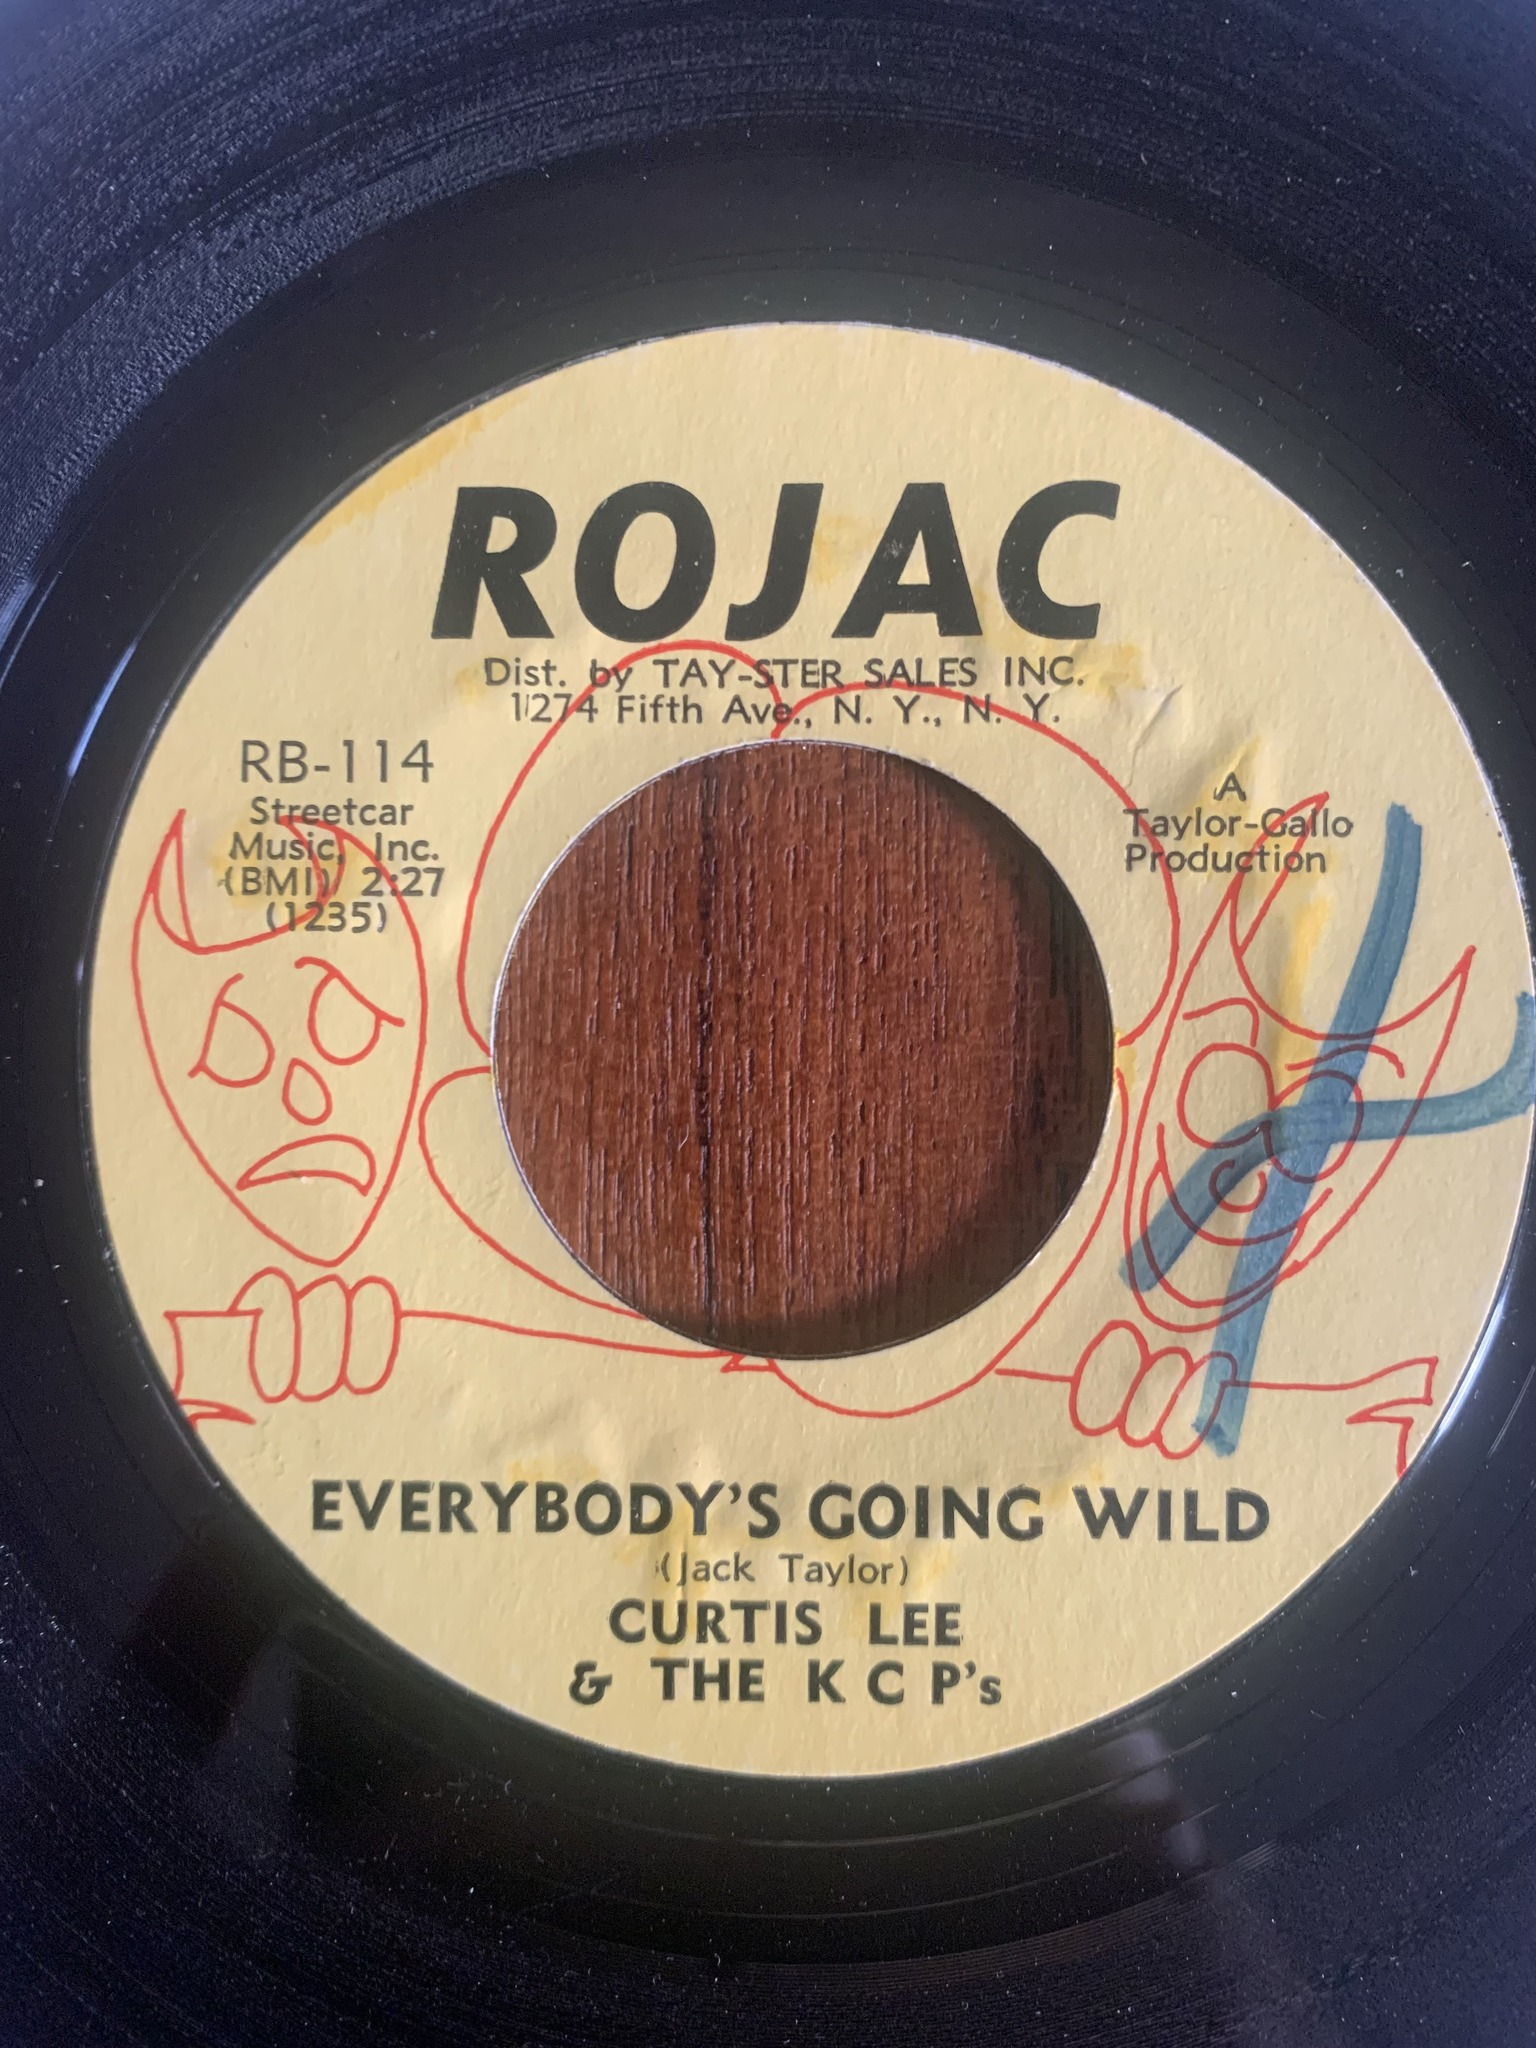 ROJAC
Dist. by TAY-STER SALES INC.
1274 Fifth Ave., N. Y., N. Y.
RB-114
Streetcar
Music, Inc.
(BMI) 2:27
(1235)
A
Taylor-Gallo
Production
EVERYBODY'S GOING WILD
(Jack Taylor)
CURTIS LEE
& THE K C P's